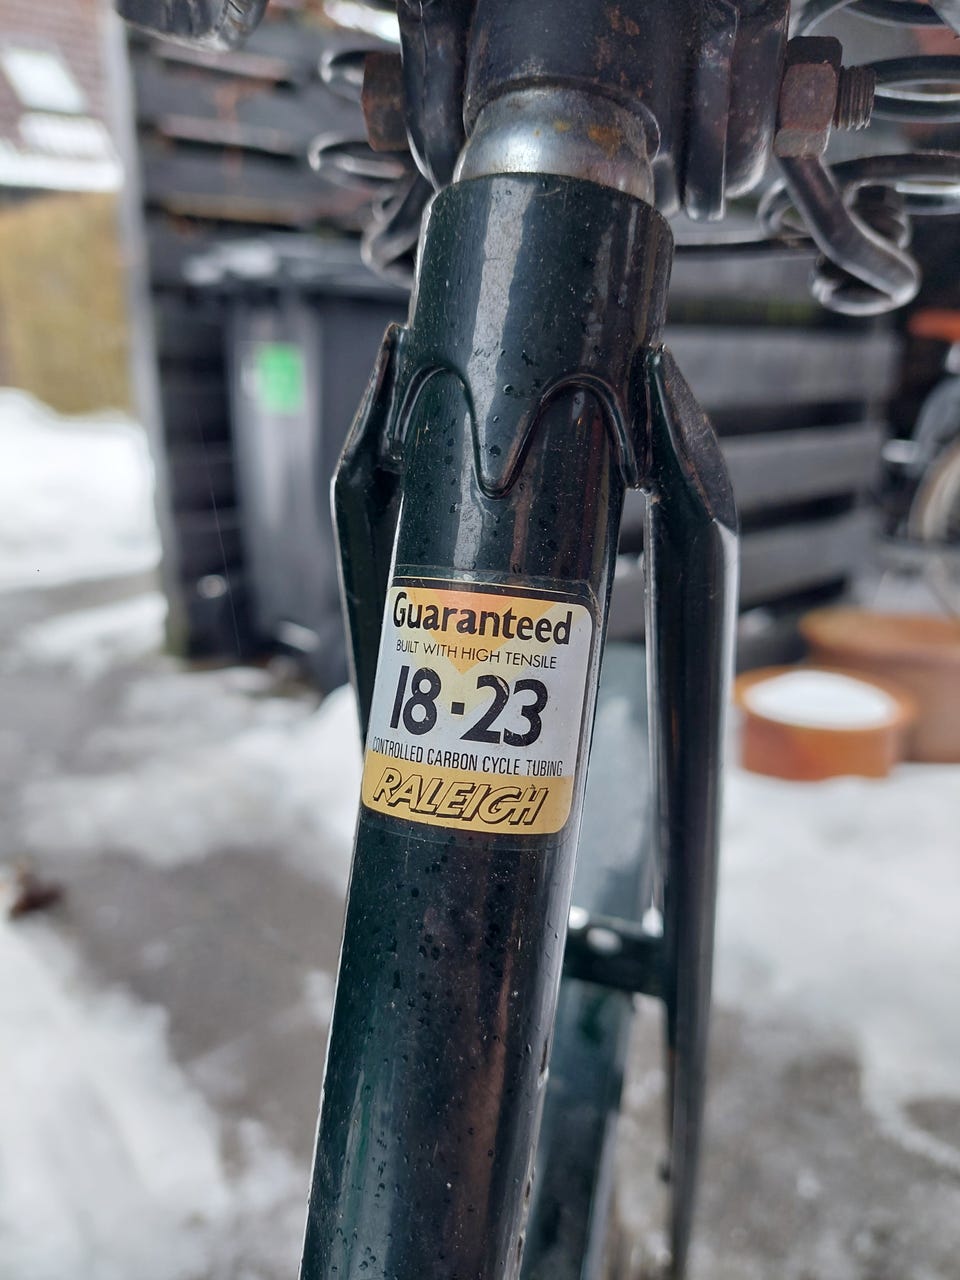 Guaranteed
BUILT WITH HIGH TENSILE
18-23
CONTROLLED CARBON CYCLE TUBING
RALEIGH